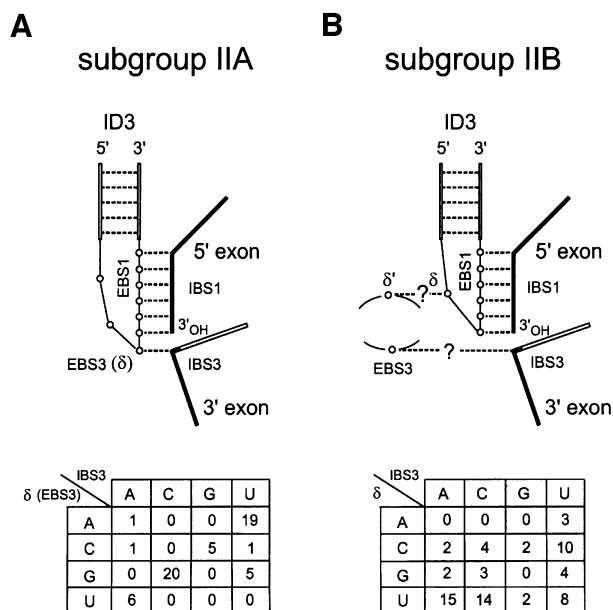 A
subgroup IIA
ID3
5' 3'
EBS1
5' exon
IBS1
3'OH
EBS3 (δ)
IBS3
3' exon
IBS3
δ (EBS3)
A C G U
A 1 0 0 19
C 1 0 5 1
G 0 20 0 5
U 6 0 0 0
B
subgroup IIB
ID3
5' 3'
EBS1
5' exon
δ' ? δ
IBS1
3'OH
?
EBS3
IBS3
3' exon
IBS3
δ
A C G U
A 0 0 0 3
C 2 4 2 10
G 2 3 0 4
U 15 14 2 8